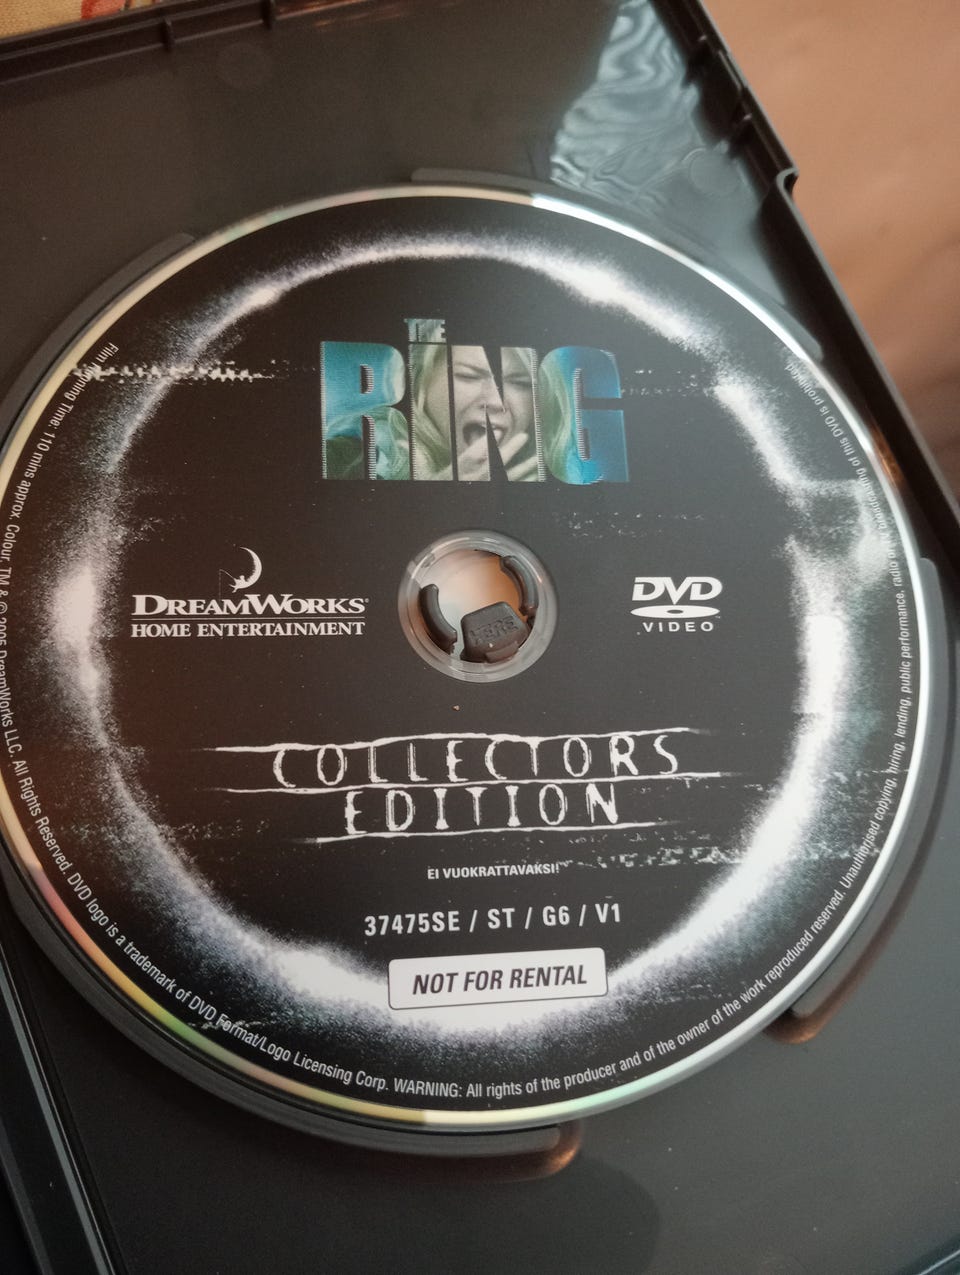 THE
RING
DREAMWORKS®
HOME ENTERTAINMENT
DVD
VIDEO
COLLECTORS
EDITION
EI VUOKRATTAVAKSI!
37475SE / ST / G6 / V1
NOT FOR RENTAL
Time: 110 mins approx. Colour. TM & © 2005 DreamWorks LLC. All Rights Reserved. DVD logo is a trademark of DVD Format/Logo Licensing Corp. WARNING: All rights of the producer and of the owner of the work reproduced reserved. Unauthorised copying, hiring, lending, public performance, radio of this DVD is prohibited.
HERE